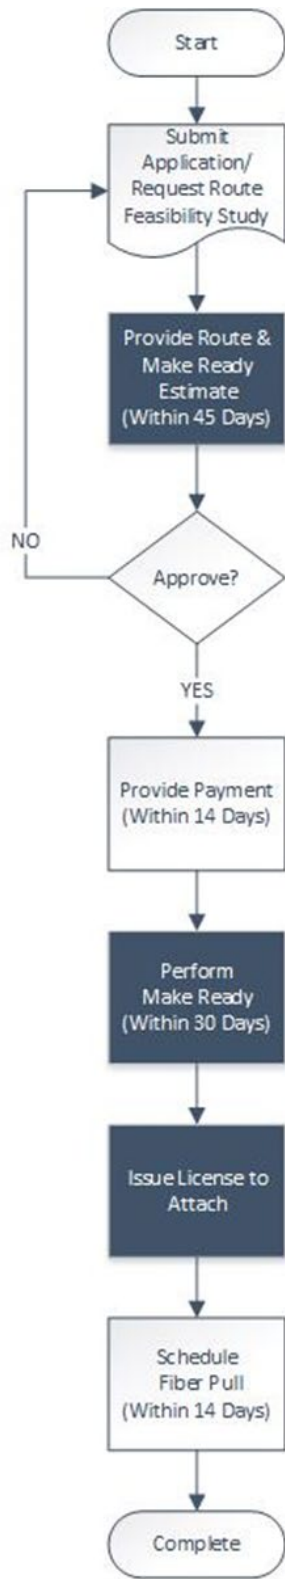 Start
Submit
Application/
Request Route
Feasibility Study
Provide Route &
Make Ready
Estimate
(Within 45 Days)
NO
Approve?
YES
Provide Payment
(Within 14 Days)
Perform
Make Ready
(Within 30 Days)
Issue License to
Attach
Schedule
Fiber Pull
(Within 14 Days)
Complete